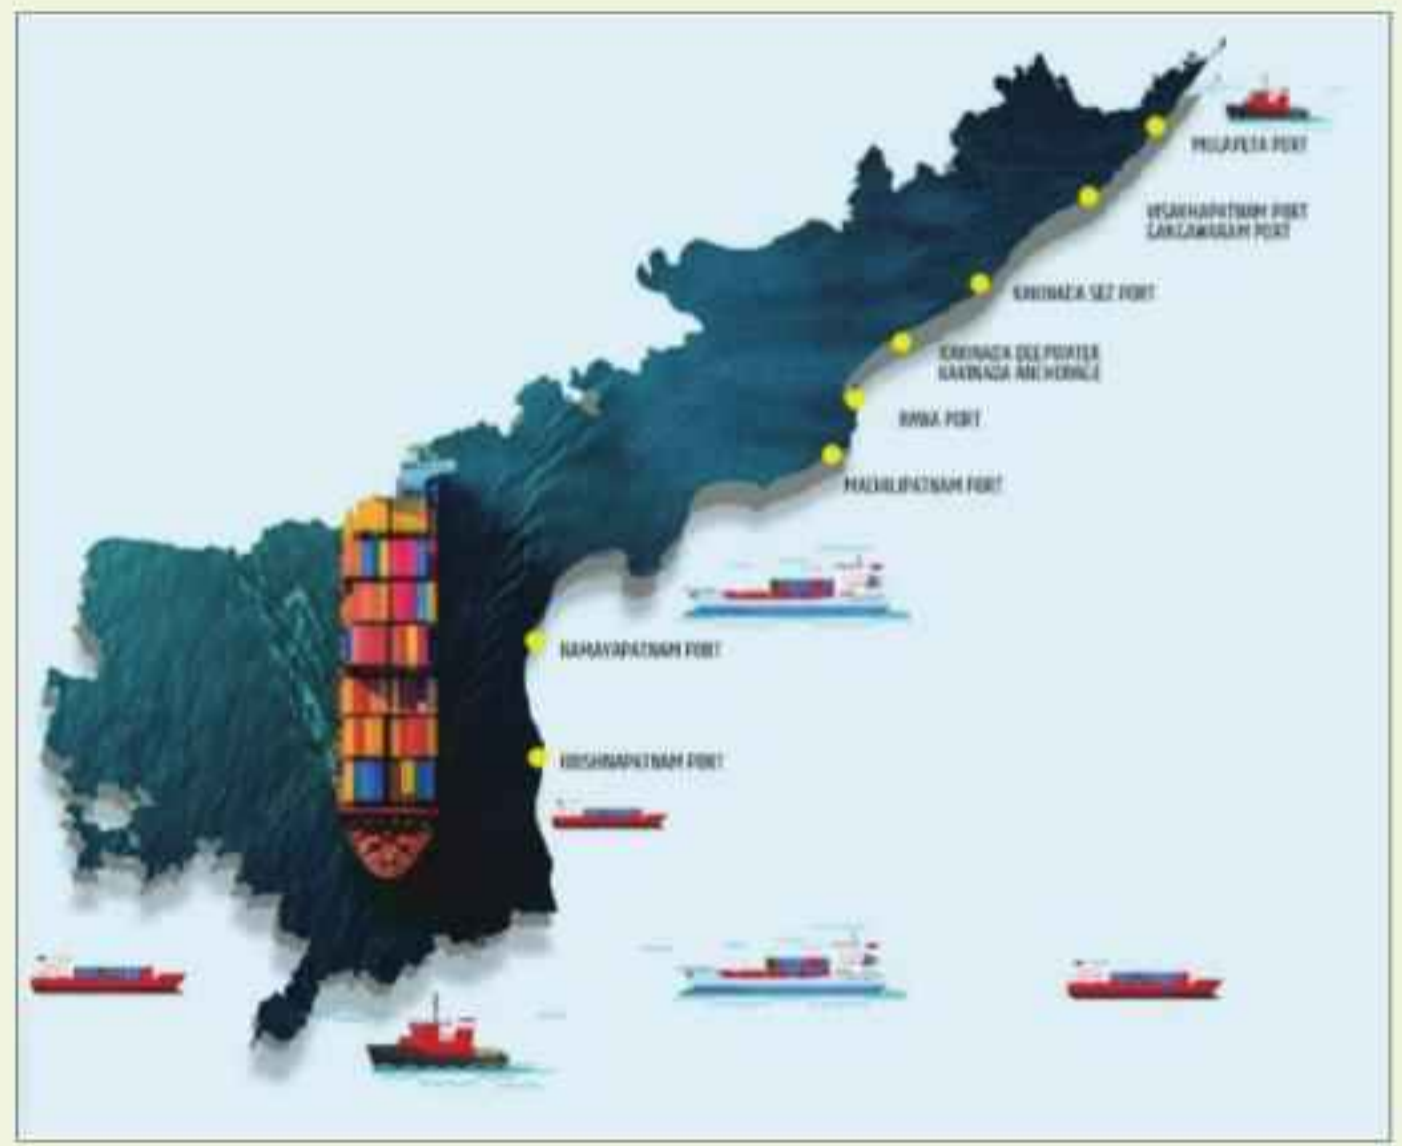 MULAPETA PORT
VISAKHAPATNAM PORT
GANGAVARAM PORT
KAKINADA SEZ PORT
KAKINADA DEEPWATER
KAKINADA ANCHORAGE
RAWA PORT
MACHILIPATNAM PORT
RAMAYAPATNAM PORT
KRISHNAPATNAM PORT